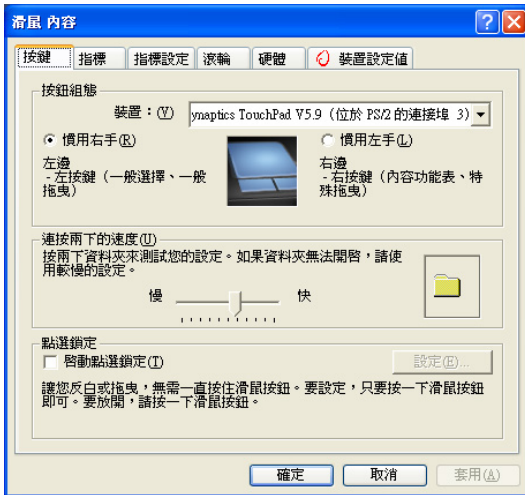 滑鼠 內容
按鍵 指標 指標設定 滾輪 硬體 裝置設定值
按鈕組態
裝置：(V) ynaptics TouchPad V5.9（位於 PS/2 的連接埠 3）
慣用右手(R) 慣用左手(L)
左邊
- 左按鍵（一般選擇、一般
拖曳）
右邊
- 右按鍵（內容功能表、特
殊拖曳）
連按兩下的速度(U)
按兩下資料夾來測試您的設定。如果資料夾無法開啟，請使
用較慢的設定。
慢 快
點選鎖定
啟動點選鎖定(T) 設定(E)...
讓您反白或拖曳，無需一直按住滑鼠按鈕。要設定，只要按一下滑鼠按鈕
即可。要放開，請按一下滑鼠按鈕。
確定 取消 套用(A)